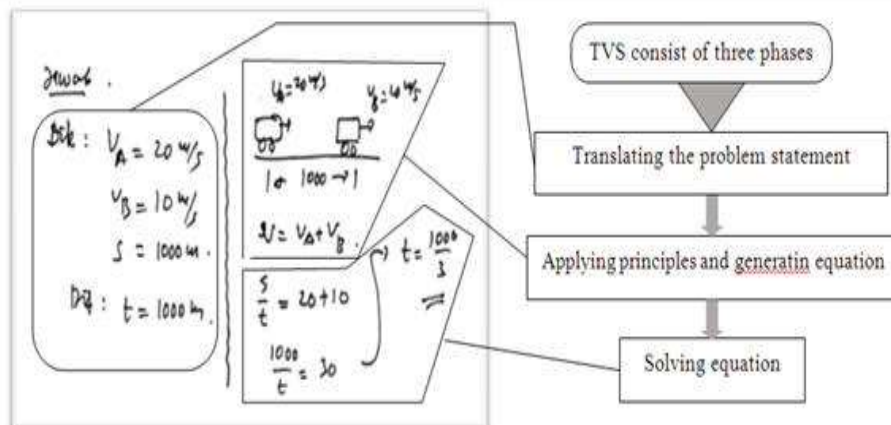 Jawab.
Dik: V_A = 20 m/s
V_B = 10 m/s
S = 1000 m.
Dit: t = 1000 m.
V_A = 20 m/s
V_B = 10 m/s
1000
V = V_A + V_B.
s/t = 20 + 10
1000/t = 30
t = 1000/3
TVS consist of three phases
Translating the problem statement
Applying principles and generatin equation
Solving equation